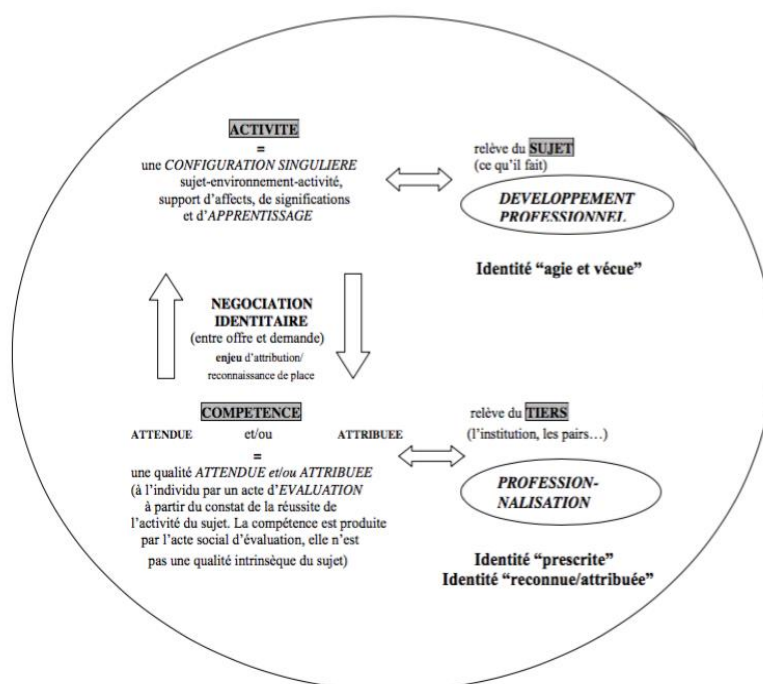 ACTIVITE
=
une CONFIGURATION SINGULIERE
sujet-environnement-activité,
support d'affects, de significations
et d'APPRENTISSAGE
relève du SUJET
(ce qu'il fait)
DEVELOPPEMENT
PROFESSIONNEL
Identité “agie et vécue”
NEGOCIATION
IDENTITAIRE
(entre offre et demande)
enjeu d'attribution/
reconnaissance de place
COMPETENCE
ATTENDUE et/ou ATTRIBUEE
=
une qualité ATTENDUE et/ou ATTRIBUEE
(à l'individu par un acte d'EVALUATION
à partir du constat de la réussite de
l'activité du sujet. La compétence est produite
par l'acte social d'évaluation, elle n'est
pas une qualité intrinsèque du sujet)
relève du TIERS
(l'institution, les pairs…)
PROFESSION-
NALISATION
Identité “prescrite”
Identité “reconnue/attribuée”